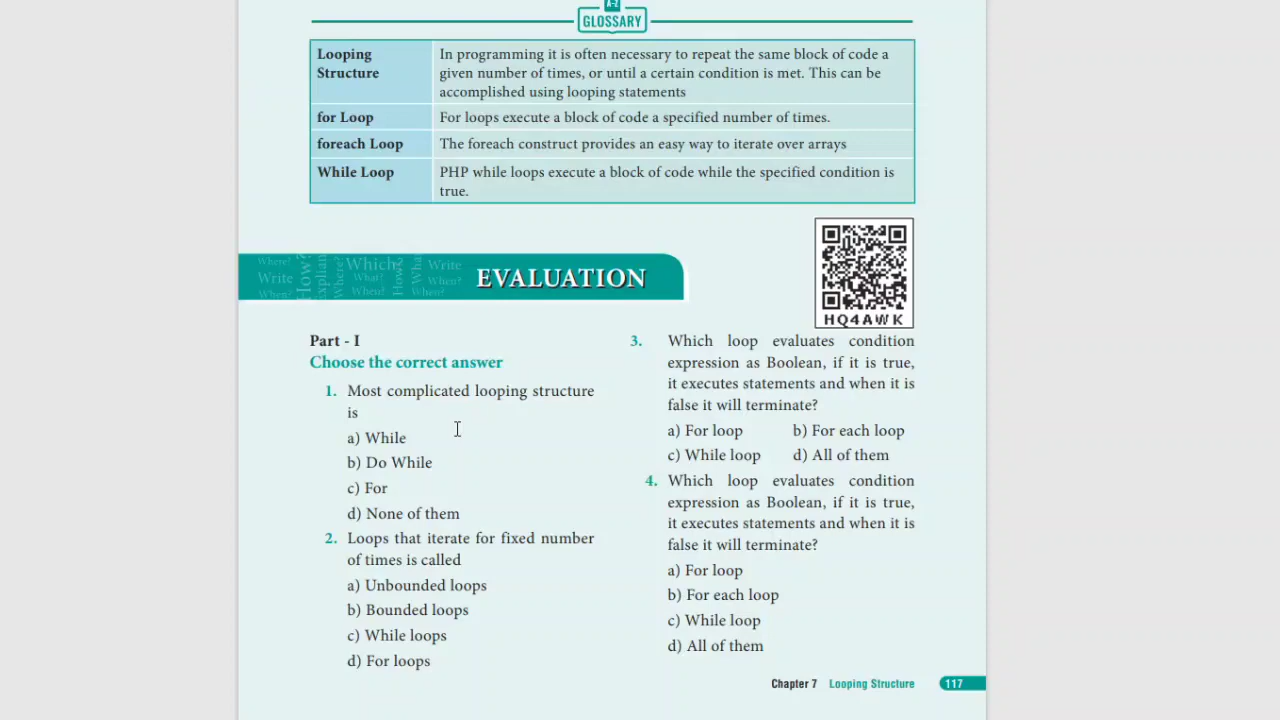 A-Z
GLOSSARY
Looping
Structure
In programming it is often necessary to repeat the same block of code a
given number of times, or until a certain condition is met. This can be
accomplished using looping statements
for Loop
For loops execute a block of code a specified number of times.
foreach Loop
The foreach construct provides an easy way to iterate over arrays
While Loop
PHP while loops execute a block of code while the specified condition is
true.
EVALUATION
HQ4AWK
Part - I
Choose the correct answer
1. Most complicated looping structure
is
a) While
b) Do While
c) For
d) None of them
2. Loops that iterate for fixed number
of times is called
a) Unbounded loops
b) Bounded loops
c) While loops
d) For loops
3. Which loop evaluates condition
expression as Boolean, if it is true,
it executes statements and when it is
false it will terminate?
a) For loop b) For each loop
c) While loop d) All of them
4. Which loop evaluates condition
expression as Boolean, if it is true,
it executes statements and when it is
false it will terminate?
a) For loop
b) For each loop
c) While loop
d) All of them
Chapter 7 Looping Structure 117